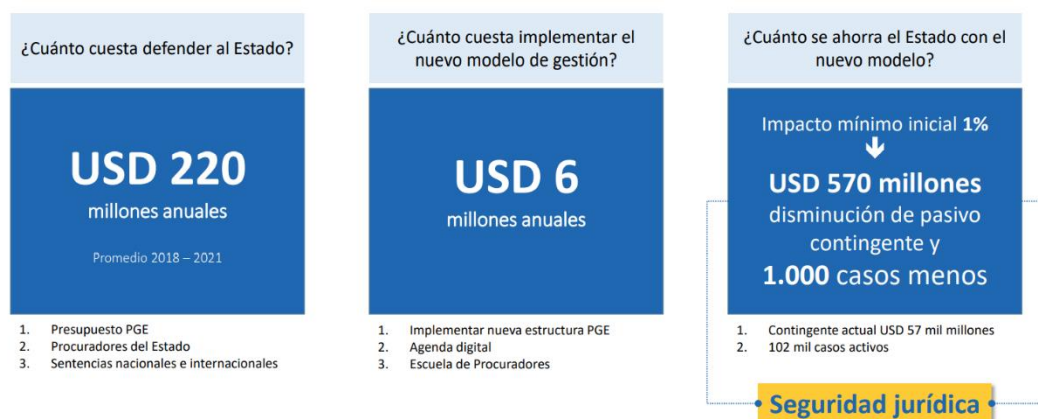 ¿Cuánto cuesta defender al Estado?
USD 220
millones anuales
Promedio 2018 – 2021
1. Presupuesto PGE
2. Procuradores del Estado
3. Sentencias nacionales e internacionales
¿Cuánto cuesta implementar el
nuevo modelo de gestión?
USD 6
millones anuales
1. Implementar nueva estructura PGE
2. Agenda digital
3. Escuela de Procuradores
¿Cuánto se ahorra el Estado con el
nuevo modelo?
Impacto mínimo inicial 1%
USD 570 millones
disminución de pasivo
contingente y
1.000 casos menos
1. Contingente actual USD 57 mil millones
2. 102 mil casos activos
Seguridad jurídica